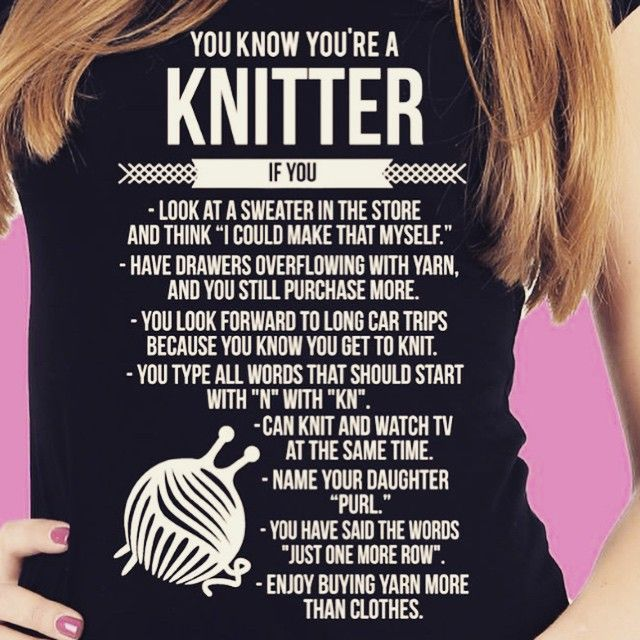 YOU KNOW YOU'RE A
KNITTER
IF YOU
- LOOK AT A SWEATER IN THE STORE
AND THINK “I COULD MAKE THAT MYSELF.”
- HAVE DRAWERS OVERFLOWING WITH YARN,
AND YOU STILL PURCHASE MORE.
- YOU LOOK FORWARD TO LONG CAR TRIPS
BECAUSE YOU KNOW YOU GET TO KNIT.
- YOU TYPE ALL WORDS THAT SHOULD START
WITH "N" WITH "KN".
-CAN KNIT AND WATCH TV
AT THE SAME TIME.
- NAME YOUR DAUGHTER
“PURL.”
- YOU HAVE SAID THE WORDS
"JUST ONE MORE ROW".
- ENJOY BUYING YARN MORE
THAN CLOTHES.